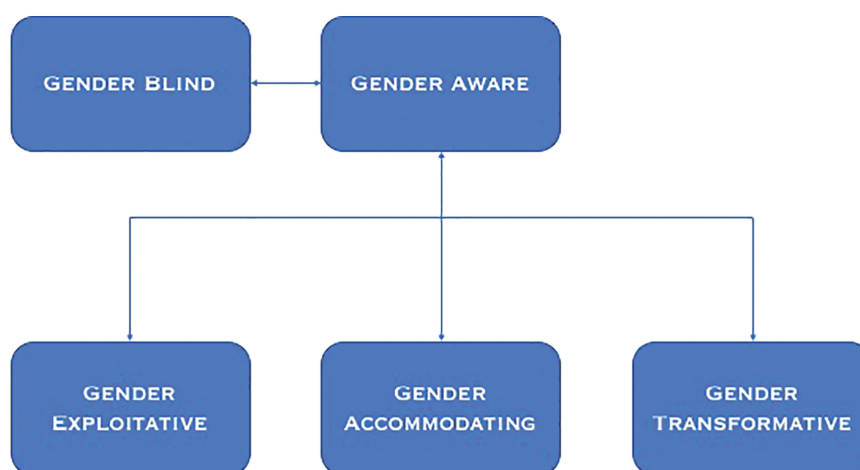 Gender Blind
Gender Aware
Gender
Exploitative
Gender
Accommodating
Gender
Transformative